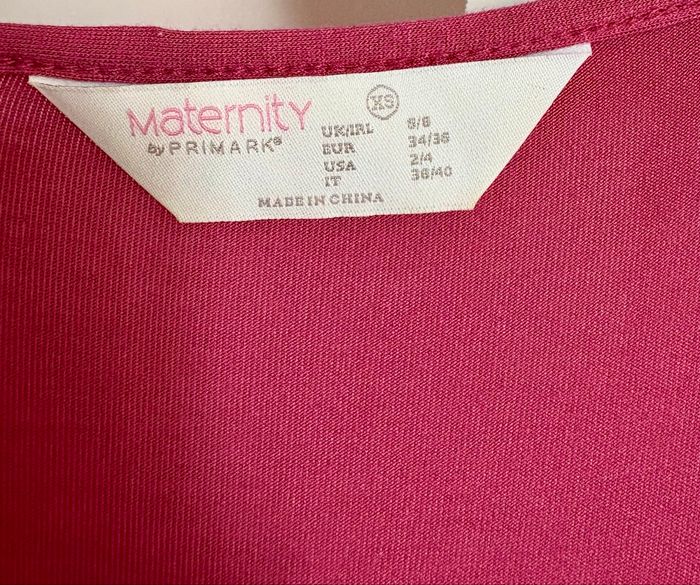 Maternity
by PRIMARK®
XS
UK/IRL 6/8
EUR 34/36
USA 2/4
IT 38/40
MADE IN CHINA